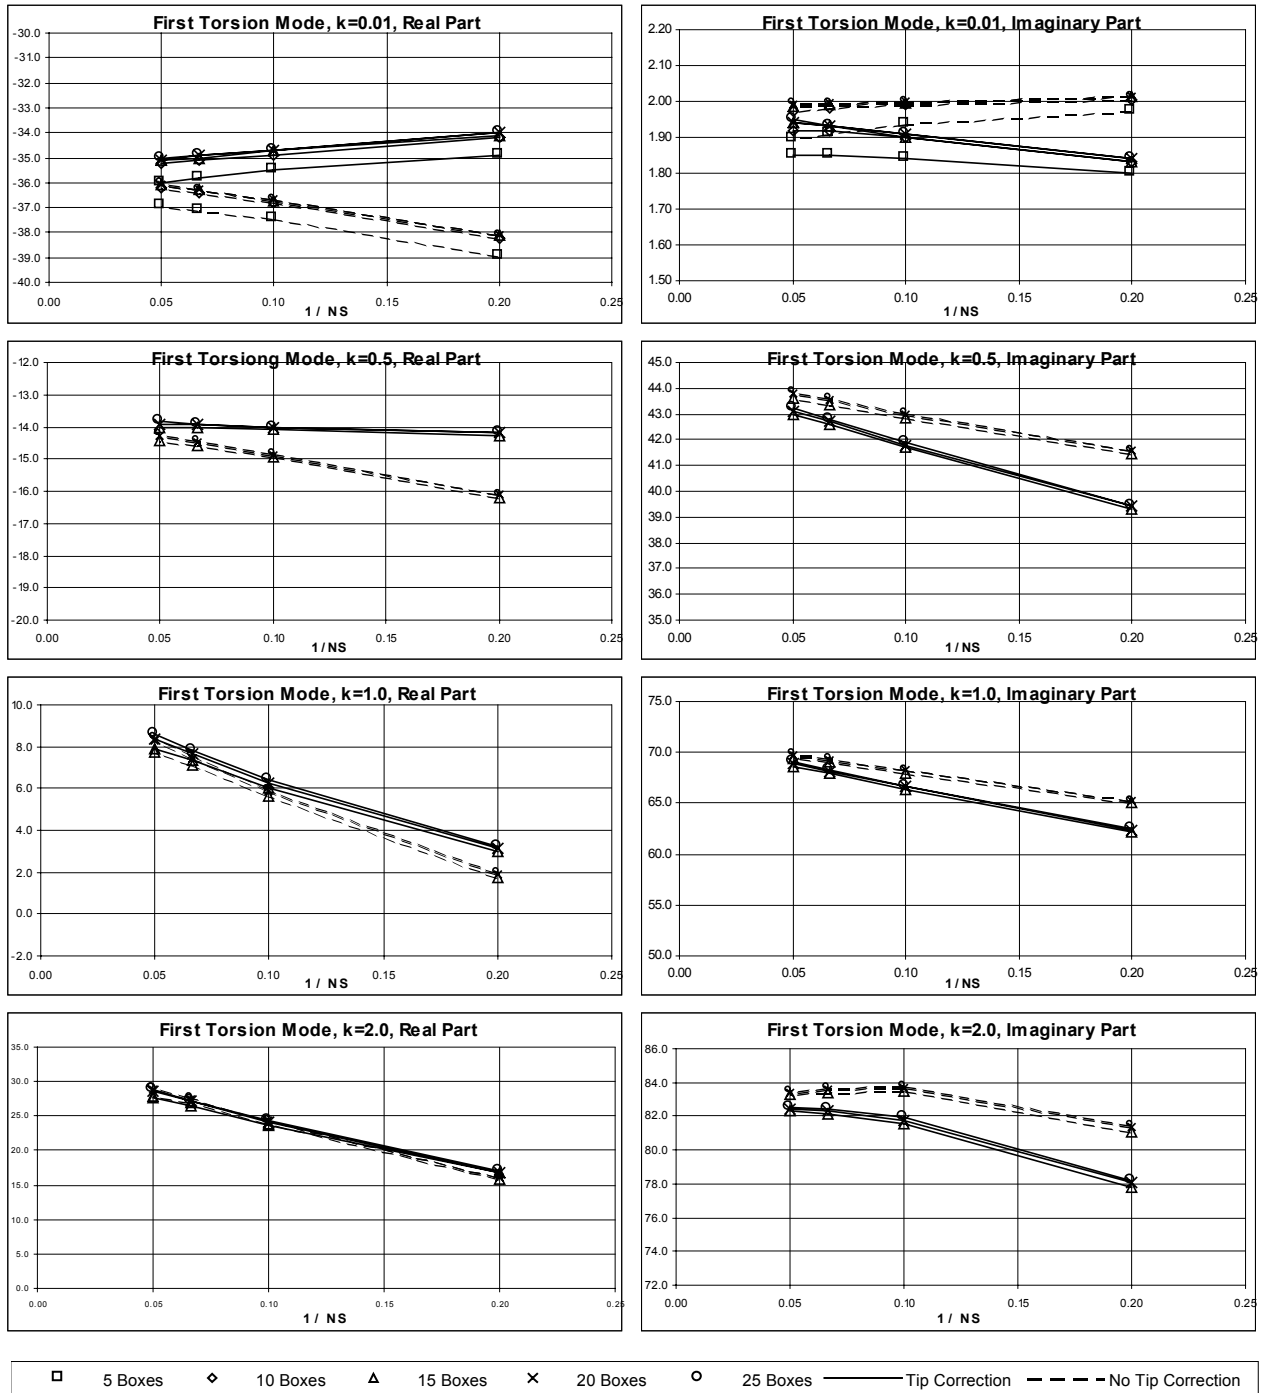 First Torsion Mode, k=0.01, Real Part
-30.0
-31.0
-32.0
-33.0
-34.0
-35.0
-36.0
-37.0
-38.0
-39.0
-40.0
0.00 0.05 0.10 0.15 0.20 0.25
1 / NS
First Torsion Mode, k=0.01, Imaginary Part
2.20
2.10
2.00
1.90
1.80
1.70
1.60
1.50
0.00 0.05 0.10 0.15 0.20 0.25
1/NS
First Torsiong Mode, k=0.5, Real Part
-12.0
-13.0
-14.0
-15.0
-16.0
-17.0
-18.0
-19.0
-20.0
0.00 0.05 0.10 0.15 0.20 0.25
1/NS
First Torsion Mode, k=0.5, Imaginary Part
45.0
44.0
43.0
42.0
41.0
40.0
39.0
38.0
37.0
36.0
35.0
0.00 0.05 0.10 0.15 0.20 0.25
1/NS
First Torsion Mode, k=1.0, Real Part
10.0
8.0
6.0
4.0
2.0
0.0
-2.0
0.00 0.05 0.10 0.15 0.20 0.25
1 / NS
First Torsion Mode, k=1.0, Imaginary Part
75.0
70.0
65.0
60.0
55.0
50.0
0.00 0.05 0.10 0.15 0.20 0.25
1/NS
First Torsion Mode, k=2.0, Real Part
35.0
30.0
25.0
20.0
15.0
10.0
5.0
0.0
0.00 0.05 0.10 0.15 0.20 0.25
1 / NS
First Torsion Mode, k=2.0, Imaginary Part
86.0
84.0
82.0
80.0
78.0
76.0
74.0
72.0
0.00 0.05 0.10 0.15 0.20 0.25
1 / NS
5 Boxes 10 Boxes 15 Boxes 20 Boxes 25 Boxes Tip Correction No Tip Correction